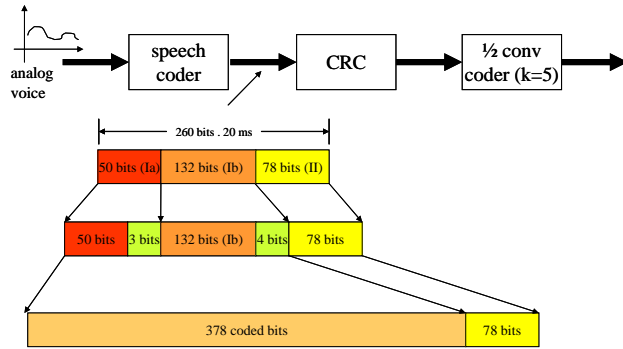 analog
voice
speech
coder
CRC
½ conv
coder (k=5)
260 bits . 20 ms
50 bits (Ia)
132 bits (Ib)
78 bits (II)
50 bits
3 bits
132 bits (Ib)
4 bits
78 bits
378 coded bits
78 bits